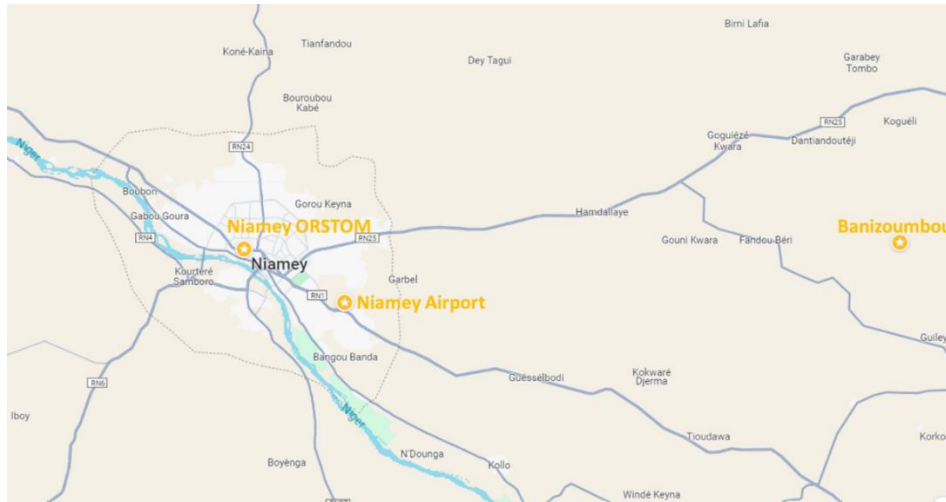 Birni Lafia
Tianfandou
Koné-Kaina
Dey Tagui
Garabey
Tombo
Bouroubou
Kabé
Koguéli
RN25
Goguiézé
Kwara
Dantiandoutéji
RN24
Niger
Boubon
Gorou Keyna
Gabou Goura
Hamdallaye
Niamey ORSTOM
Banizoumbou
RN4
RN25
Gouni Kwara
Fandou Béri
Niamey
Kourteré
Samboro
Garbel
RN1
Niamey Airport
Guiley
Bangou Banda
Kokwaré
Djerma
Guessélbodi
RN6
Iboy
Niger
Tioudawa
Korko
N'Dounga
Boyènga
Kollo
Windé Keyna